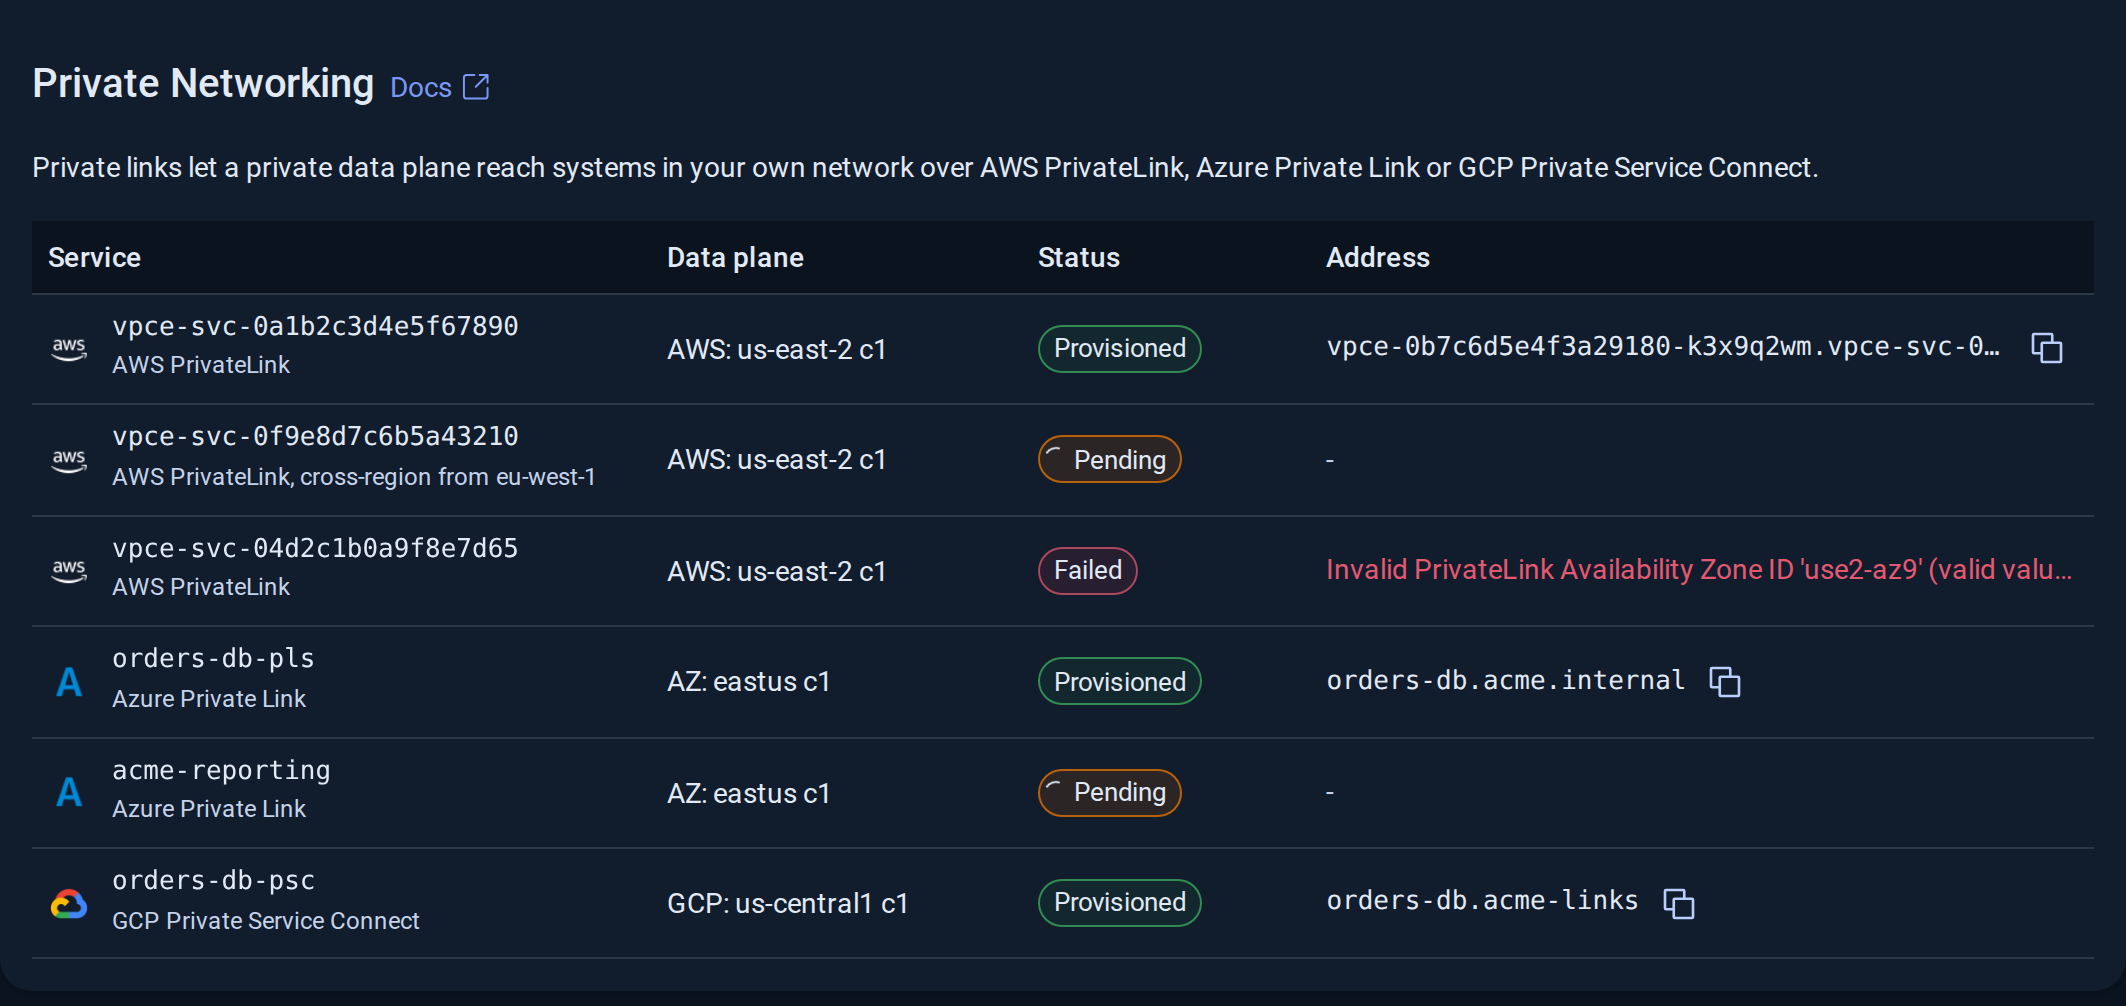 Private Networking Docs
Private links let a private data plane reach systems in your own network over AWS PrivateLink, Azure Private Link or GCP Private Service Connect.
Service Data plane Status Address
aws vpce-svc-0a1b2c3d4e5f67890
AWS PrivateLink
AWS: us-east-2 c1
Provisioned
vpce-0b7c6d5e4f3a29180-k3x9q2wm.vpce-svc-0…
aws vpce-svc-0f9e8d7c6b5a43210
AWS PrivateLink, cross-region from eu-west-1
AWS: us-east-2 c1
Pending
-
aws vpce-svc-04d2c1b0a9f8e7d65
AWS PrivateLink
AWS: us-east-2 c1
Failed
Invalid PrivateLink Availability Zone ID 'use2-az9' (valid valu...
orders-db-pls
Azure Private Link
AZ: eastus c1
Provisioned
orders-db.acme.internal
acme-reporting
Azure Private Link
AZ: eastus c1
Pending
-
orders-db-psc
GCP Private Service Connect
GCP: us-central1 c1
Provisioned
orders-db.acme-links